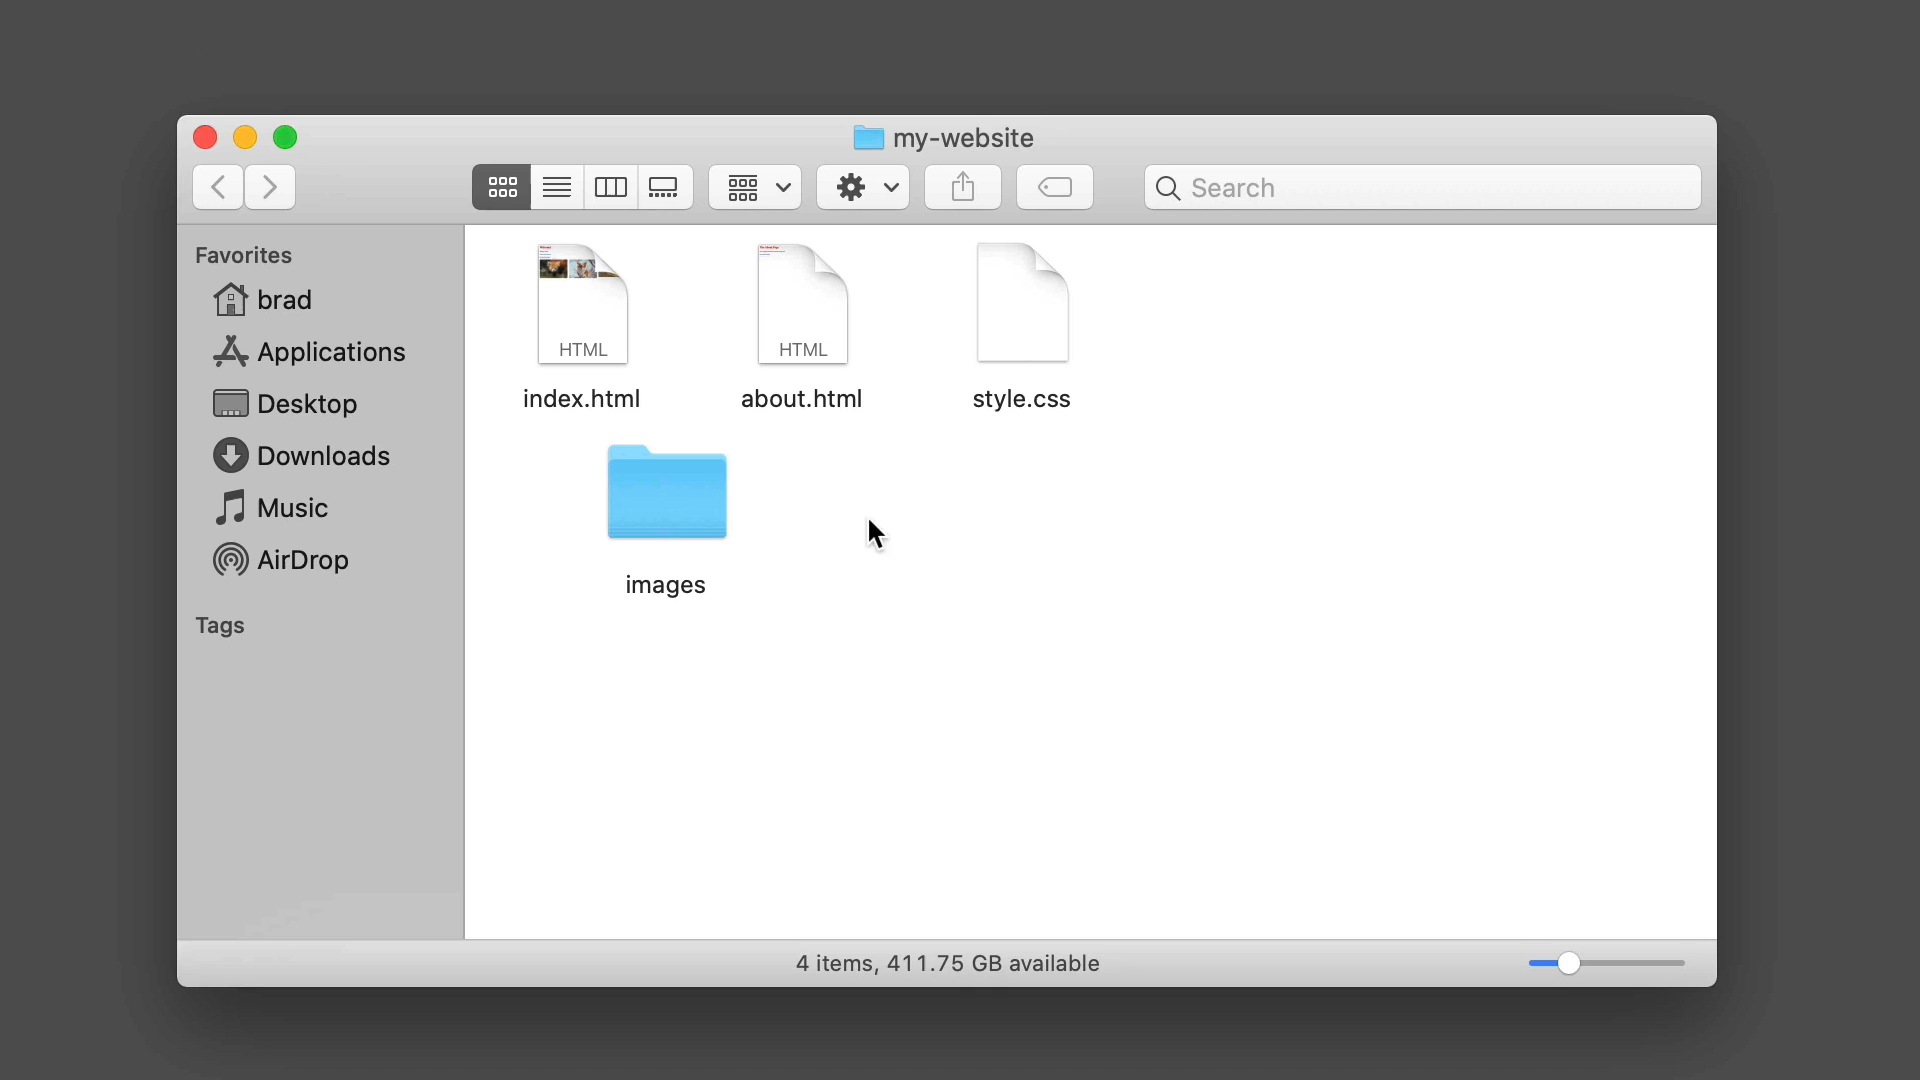 my-website
Search
Favorites
brad
Applications
Desktop
Downloads
Music
AirDrop
Tags
HTML
HTML
index.html
about.html
style.css
images
4 items, 411.75 GB available